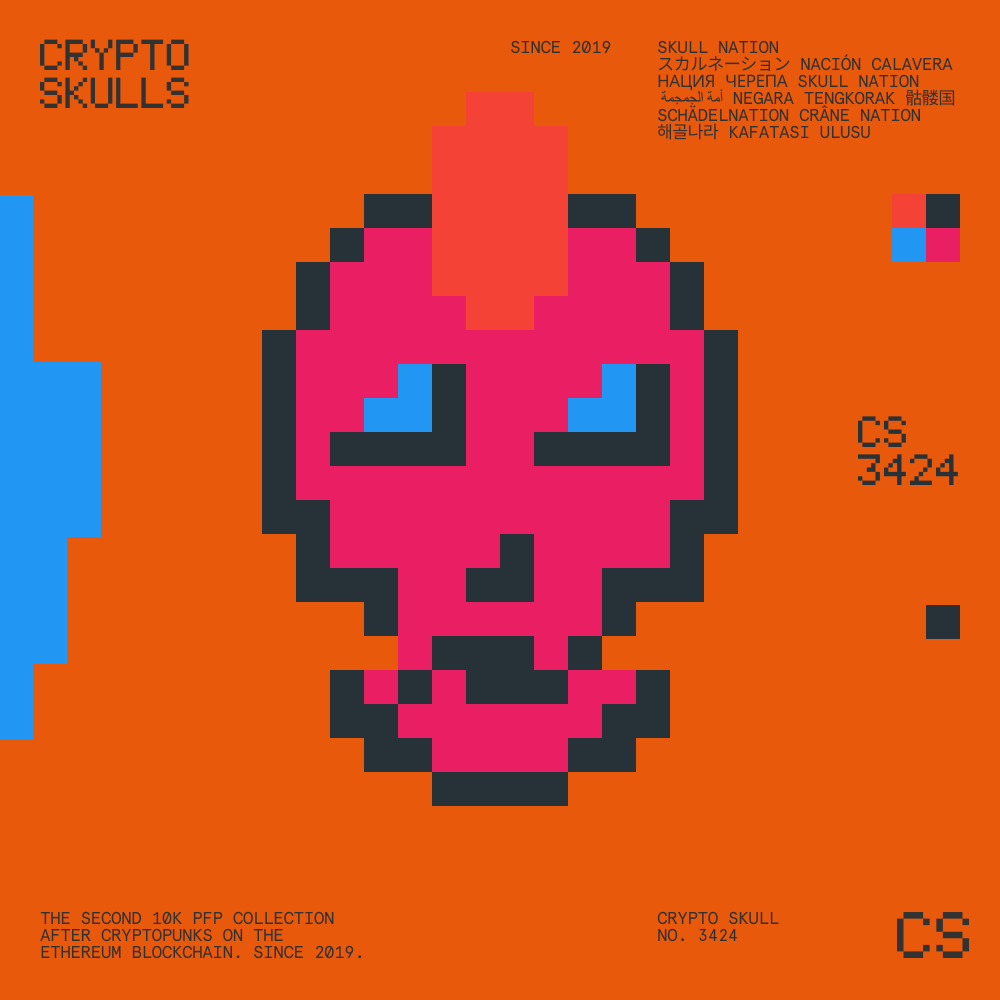 CRYPTO
SKULLS
SINCE 2019
SKULL NATION
スカルネーション NACIÓN CALAVERA
НАЦИЯ ЧЕРЕПА SKULL NATION
أمة الجمجمة NEGARA TENGKORAK 骷髅国
SCHÄDELNATION CRÂNE NATION
해골나라 KAFATASI ULUSU
CS
3424
THE SECOND 10K PFP COLLECTION
AFTER CRYPTOPUNKS ON THE
ETHEREUM BLOCKCHAIN. SINCE 2019.
CRYPTO SKULL
NO. 3424
CS